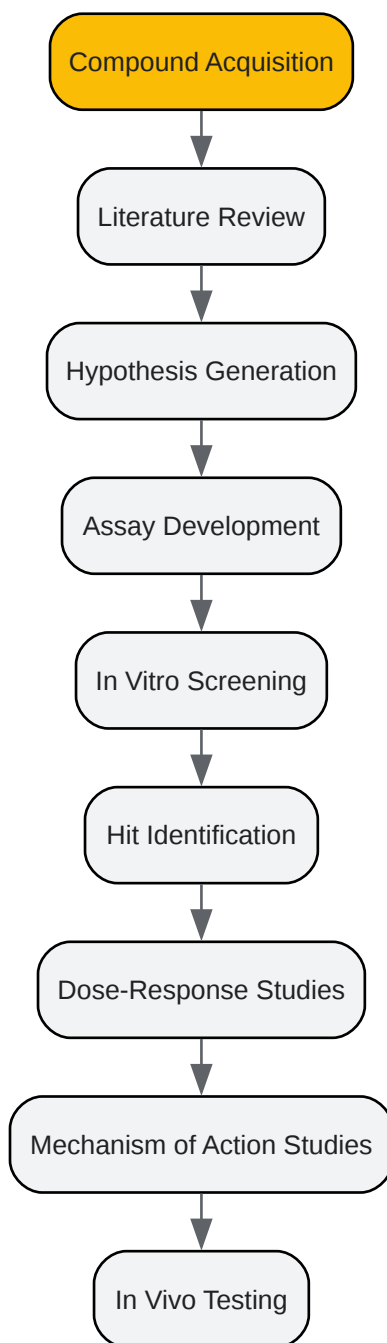 Compound Acquisition
Literature Review
Hypothesis Generation
Assay Development
In Vitro Screening
Hit Identification
Dose-Response Studies
Mechanism of Action Studies
In Vivo Testing